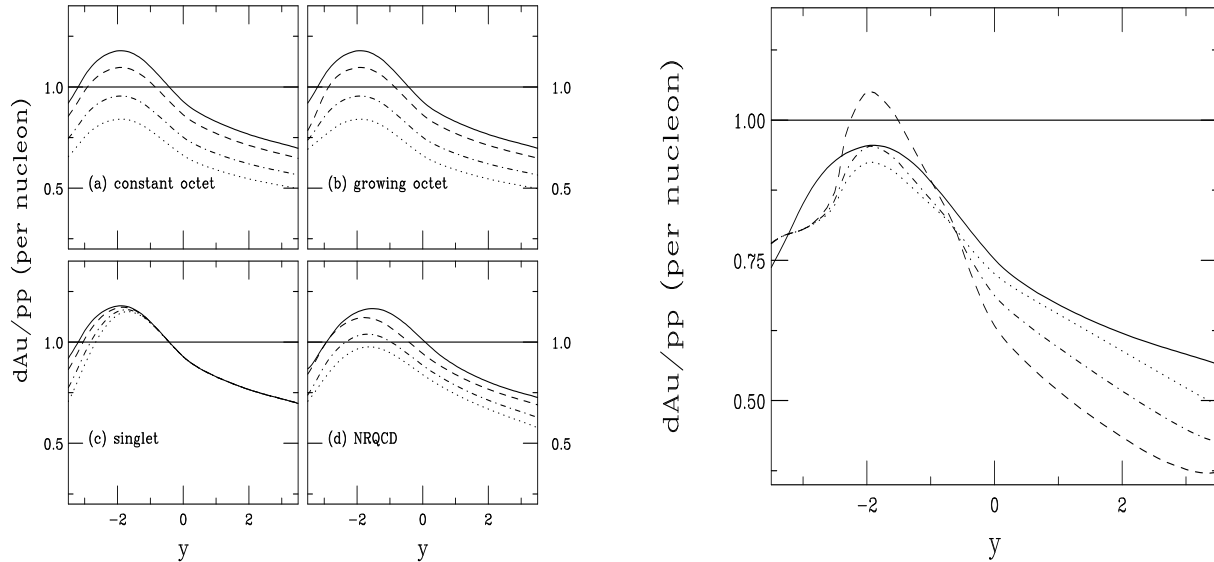 dAu/pp (per nucleon)
1.0
0.5
(a) constant octet
(b) growing octet
1.0
0.5
1.0
0.5
(c) singlet
(d) NRQCD
1.0
0.5
-2 0 2
-2 0 2
y
y
dAu/pp (per nucleon)
1.00
0.75
0.50
-2 0 2
y